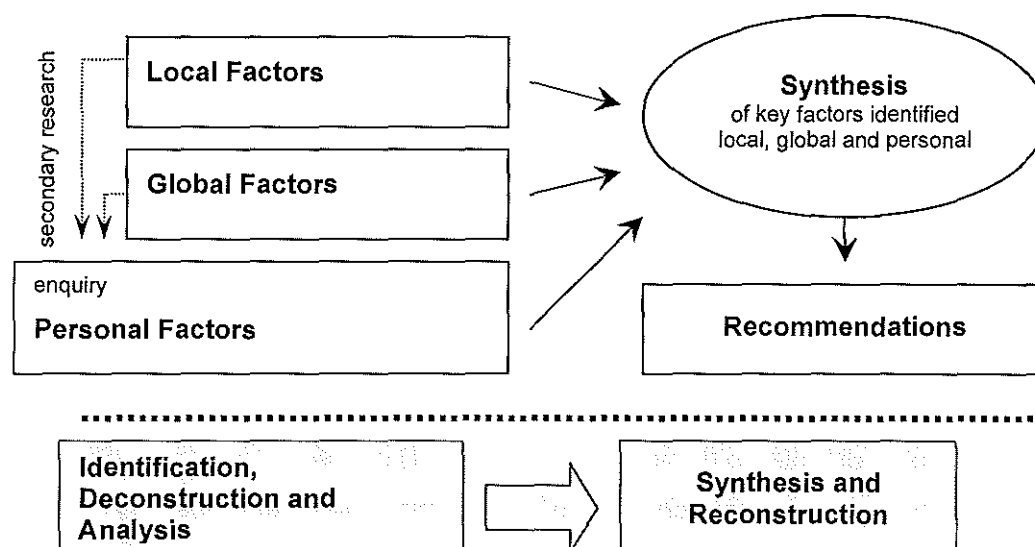 secondary research
Local Factors
Global Factors
enquiry
Personal Factors
Synthesis
of key factors identified
local, global and personal
Recommendations
Identification,
Deconstruction and
Analysis
Synthesis and
Reconstruction